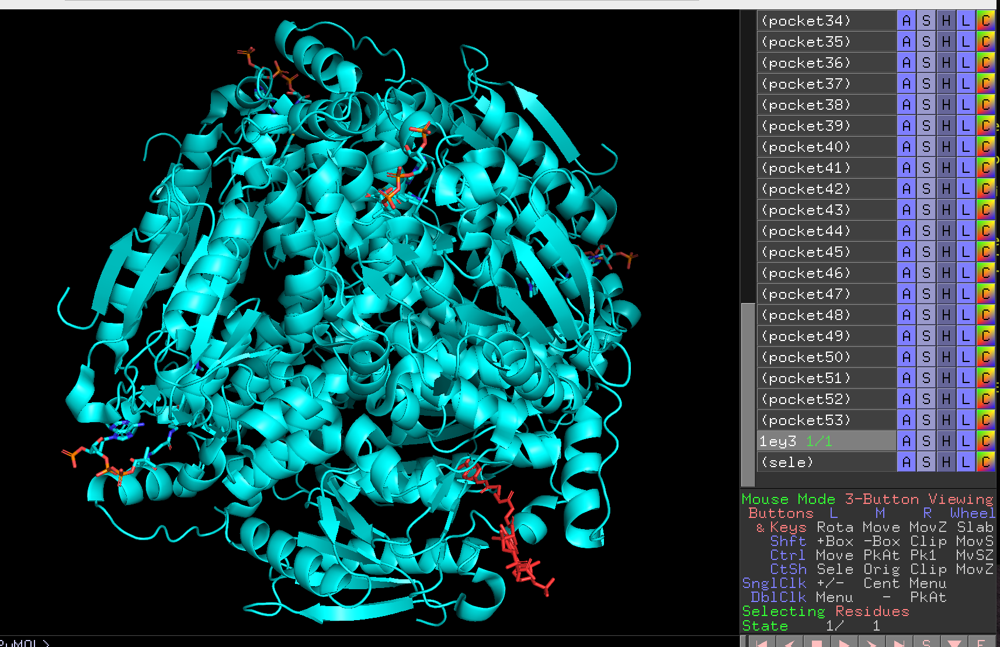 (pocket34) A S H L C
(pocket35) A S H L C
(pocket36) A S H L C
(pocket37) A S H L C
(pocket38) A S H L C
(pocket39) A S H L C
(pocket40) A S H L C
(pocket41) A S H L C
(pocket42) A S H L C
(pocket43) A S H L C
(pocket44) A S H L C
(pocket45) A S H L C
(pocket46) A S H L C
(pocket47) A S H L C
(pocket48) A S H L C
(pocket49) A S H L C
(pocket50) A S H L C
(pocket51) A S H L C
(pocket52) A S H L C
(pocket53) A S H L C
1ey3 1/1 A S H L C
(sele) A S H L C
Mouse Mode 3-Button Viewing
Buttons L M R Wheel
& Keys Rota Move MovZ Slab
Shft +Box -Box Clip MovS
Ctrl Move PkAt Pk1 MvSZ
CtSh Sele Orig Clip MovZ
SnglClk +/- Cent Menu
DblClk Menu - PkAt
Selecting Residues
State 1/ 1
S F
PyMOL>